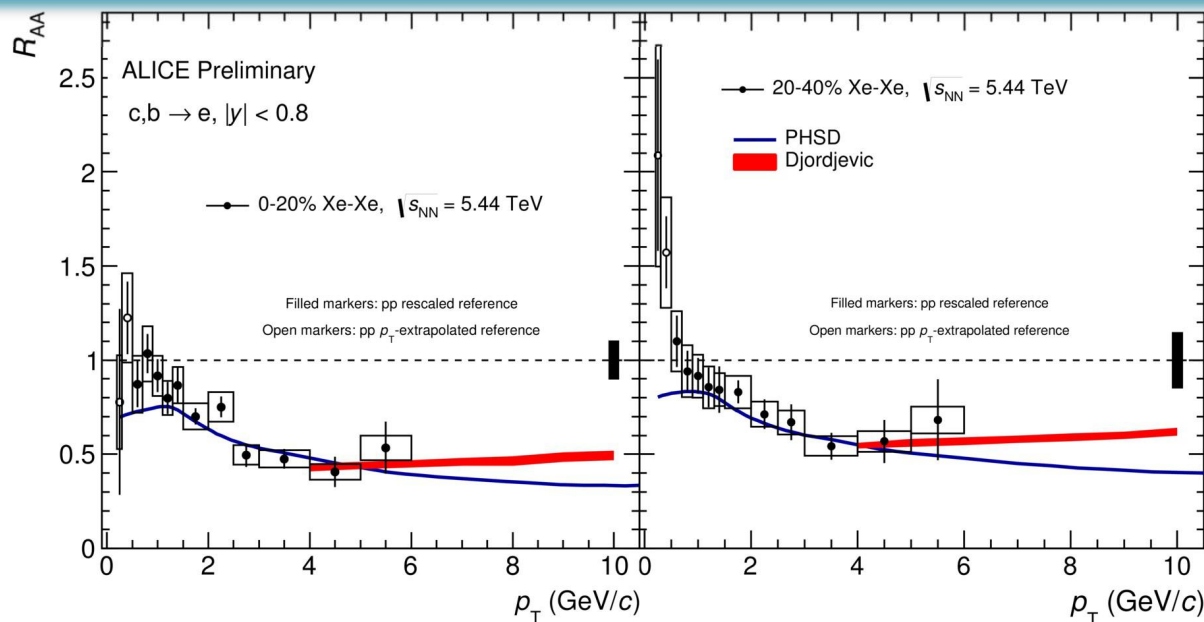 R_AA
2.5
2
1.5
1
0.5
0
ALICE Preliminary
c,b → e, |y| < 0.8
0-20% Xe-Xe, √s_NN = 5.44 TeV
Filled markers: pp rescaled reference
Open markers: pp p_T-extrapolated reference
0 2 4 6 8 10
p_T (GeV/c)
20-40% Xe-Xe, √s_NN = 5.44 TeV
PHSD
Djordjevic
Filled markers: pp rescaled reference
Open markers: pp p_T-extrapolated reference
0 2 4 6 8 10
p_T (GeV/c)